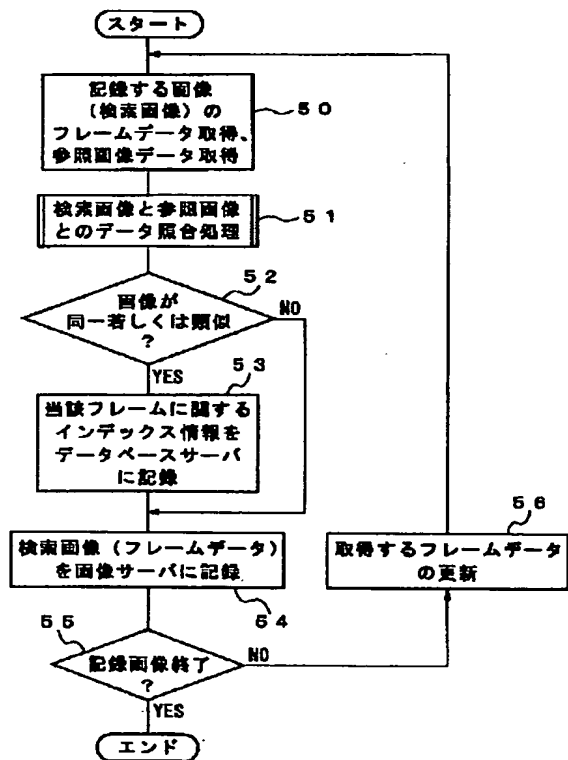 スタート
記録する画像
(検索画像)の
フレームデータ取得、
参照画像データ取得
50
検索画像と参照画像
とのデータ照合処理
51
画像が
同一若しくは類似
?
52
NO
YES
当該フレームに関する
インデックス情報を
データベースサーバ
に記録
53
検索画像(フレームデータ)
を画像サーバに記録
54
取得するフレームデータ
の更新
56
55
記録画像終了
?
NO
YES
エンド